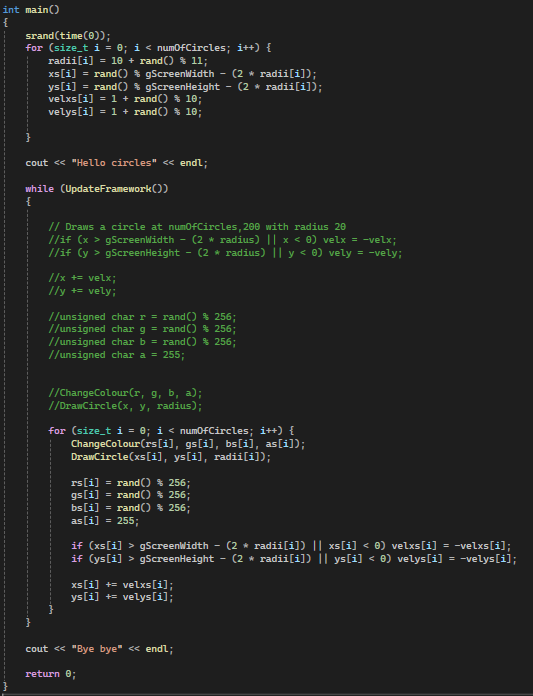 int main()
{
    srand(time(0));
    for (size_t i = 0; i < numOfCircles; i++) {
        radii[i] = 10 + rand() % 11;
        xs[i] = rand() % gScreenWidth - (2 * radii[i]);
        ys[i] = rand() % gScreenHeight - (2 * radii[i]);
        velxs[i] = 1 + rand() % 10;
        velys[i] = 1 + rand() % 10;
    }
    cout << "Hello circles" << endl;
    while (UpdateFramework())
    {
        // Draws a circle at numOfCircles,200 with radius 20
        //if (x > gScreenWidth - (2 * radius) || x < 0) velx = -velx;
        //if (y > gScreenHeight - (2 * radius) || y < 0) vely = -vely;
        //x += velx;
        //y += vely;
        //unsigned char r = rand() % 256;
        //unsigned char g = rand() % 256;
        //unsigned char b = rand() % 256;
        //unsigned char a = 255;
        //ChangeColour(r, g, b, a);
        //DrawCircle(x, y, radius);
        for (size_t i = 0; i < numOfCircles; i++) {
            ChangeColour(rs[i], gs[i], bs[i], as[i]);
            DrawCircle(xs[i], ys[i], radii[i]);
            rs[i] = rand() % 256;
            gs[i] = rand() % 256;
            bs[i] = rand() % 256;
            as[i] = 255;
            if (xs[i] > gScreenWidth - (2 * radii[i]) || xs[i] < 0) velxs[i] = -velxs[i];
            if (ys[i] > gScreenHeight - (2 * radii[i]) || ys[i] < 0) velys[i] = -velys[i];
            xs[i] += velxs[i];
            ys[i] += velys[i];
        }
    }
    cout << "Bye bye" << endl;
    return 0;
}